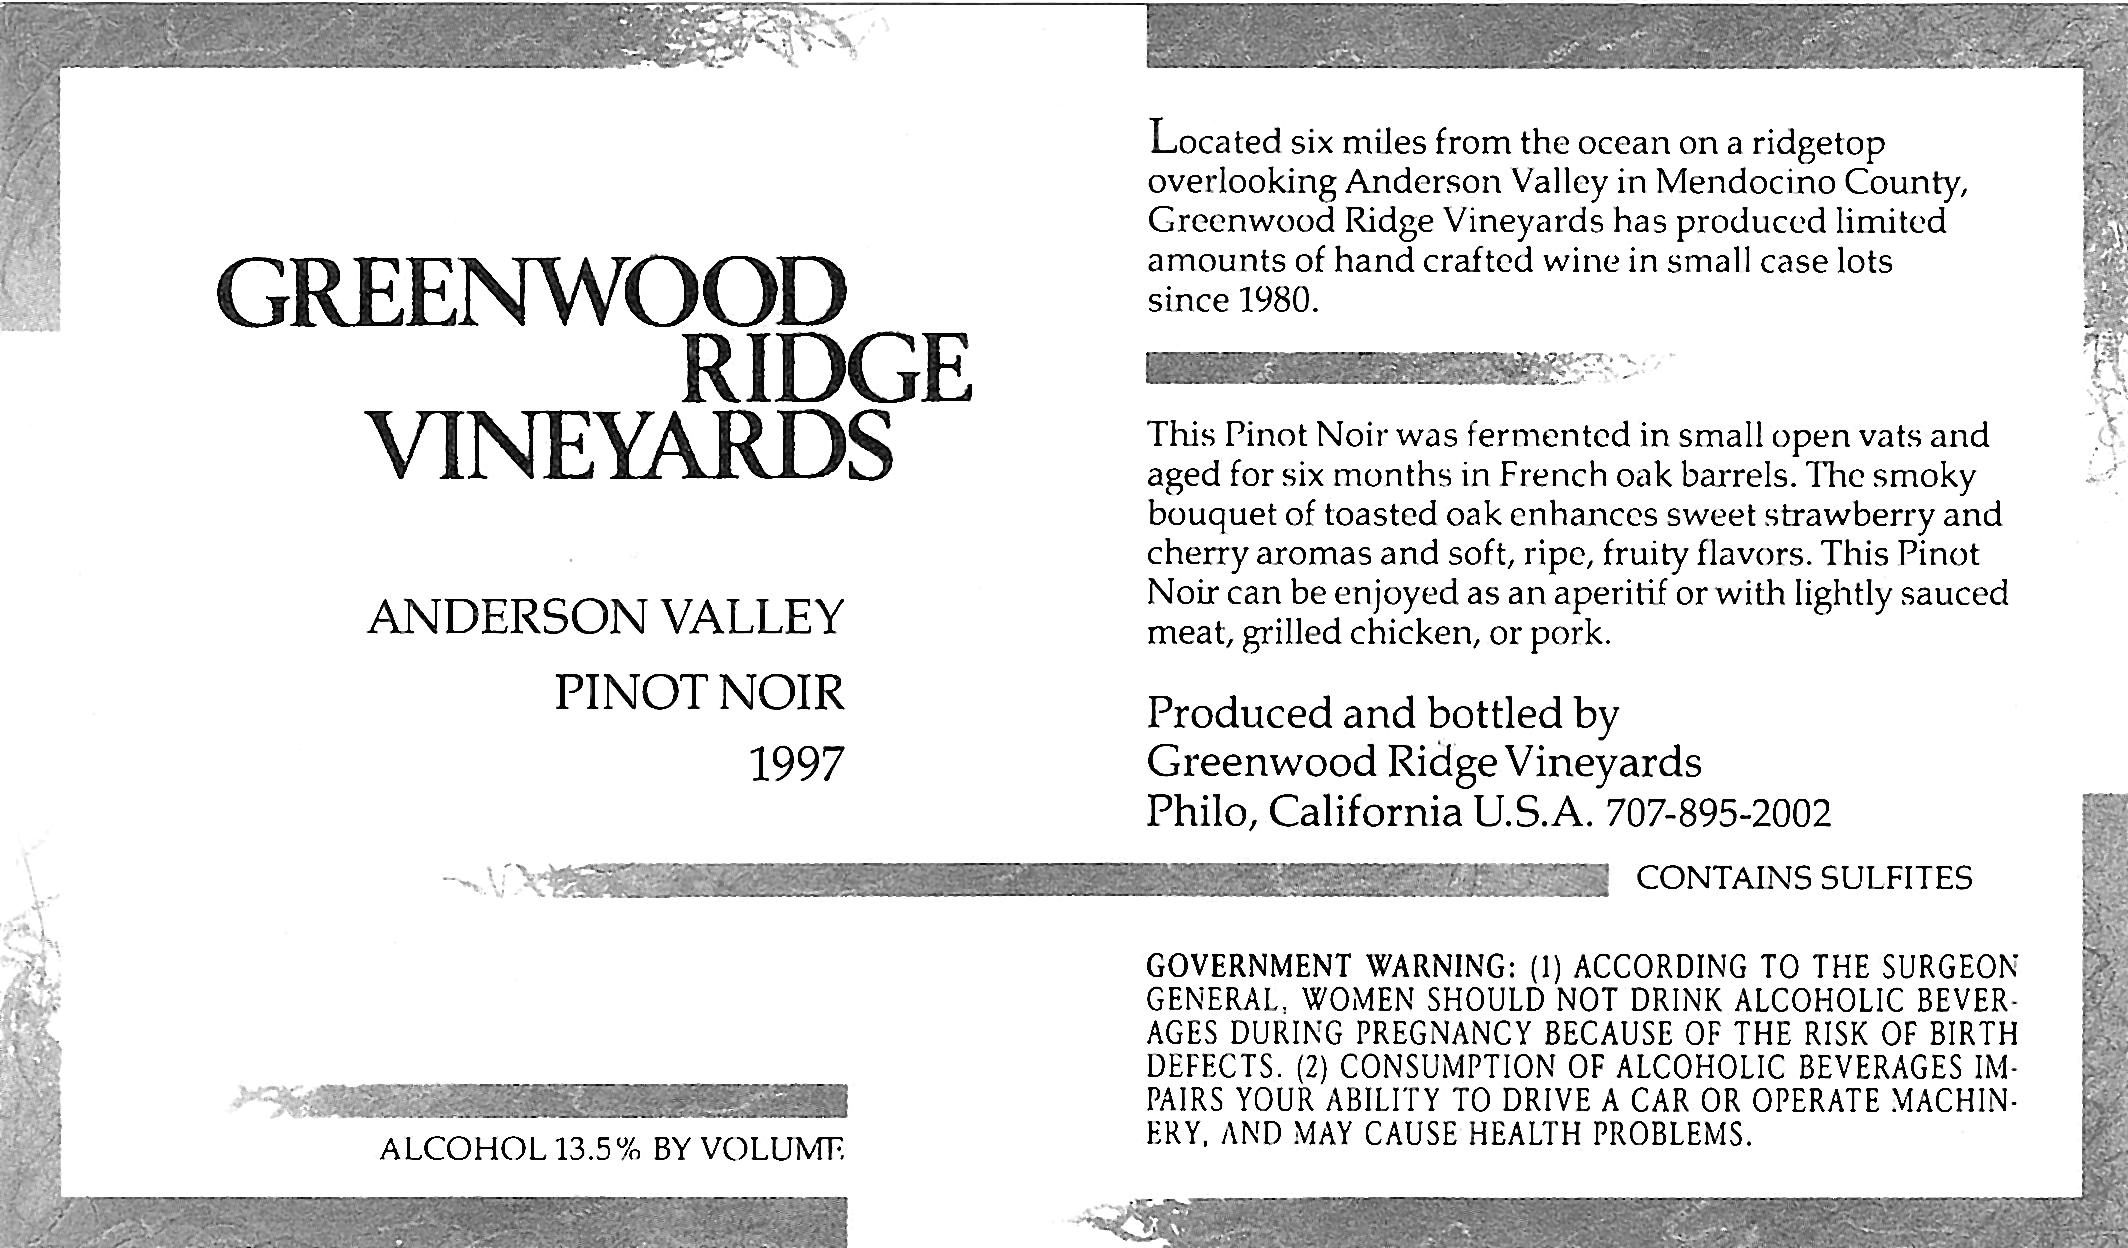 GREENWOOD
RIDGE
VINEYARDS
ANDERSON VALLEY
PINOT NOIR
1997
ALCOHOL 13.5% BY VOLUME
Located six miles from the ocean on a ridgetop
overlooking Anderson Valley in Mendocino County,
Greenwood Ridge Vineyards has produced limited
amounts of hand crafted wine in small case lots
since 1980.
This Pinot Noir was fermented in small open vats and
aged for six months in French oak barrels. The smoky
bouquet of toasted oak enhances sweet strawberry and
cherry aromas and soft, ripe, fruity flavors. This Pinot
Noir can be enjoyed as an aperitif or with lightly sauced
meat, grilled chicken, or pork.
Produced and bottled by
Greenwood Ridge Vineyards
Philo, California U.S.A. 707-895-2002
CONTAINS SULFITES
GOVERNMENT WARNING: (1) ACCORDING TO THE SURGEON
GENERAL, WOMEN SHOULD NOT DRINK ALCOHOLIC BEVER-
AGES DURING PREGNANCY BECAUSE OF THE RISK OF BIRTH
DEFECTS. (2) CONSUMPTION OF ALCOHOLIC BEVERAGES IM-
PAIRS YOUR ABILITY TO DRIVE A CAR OR OPERATE MACHIN-
ERY, AND MAY CAUSE HEALTH PROBLEMS.